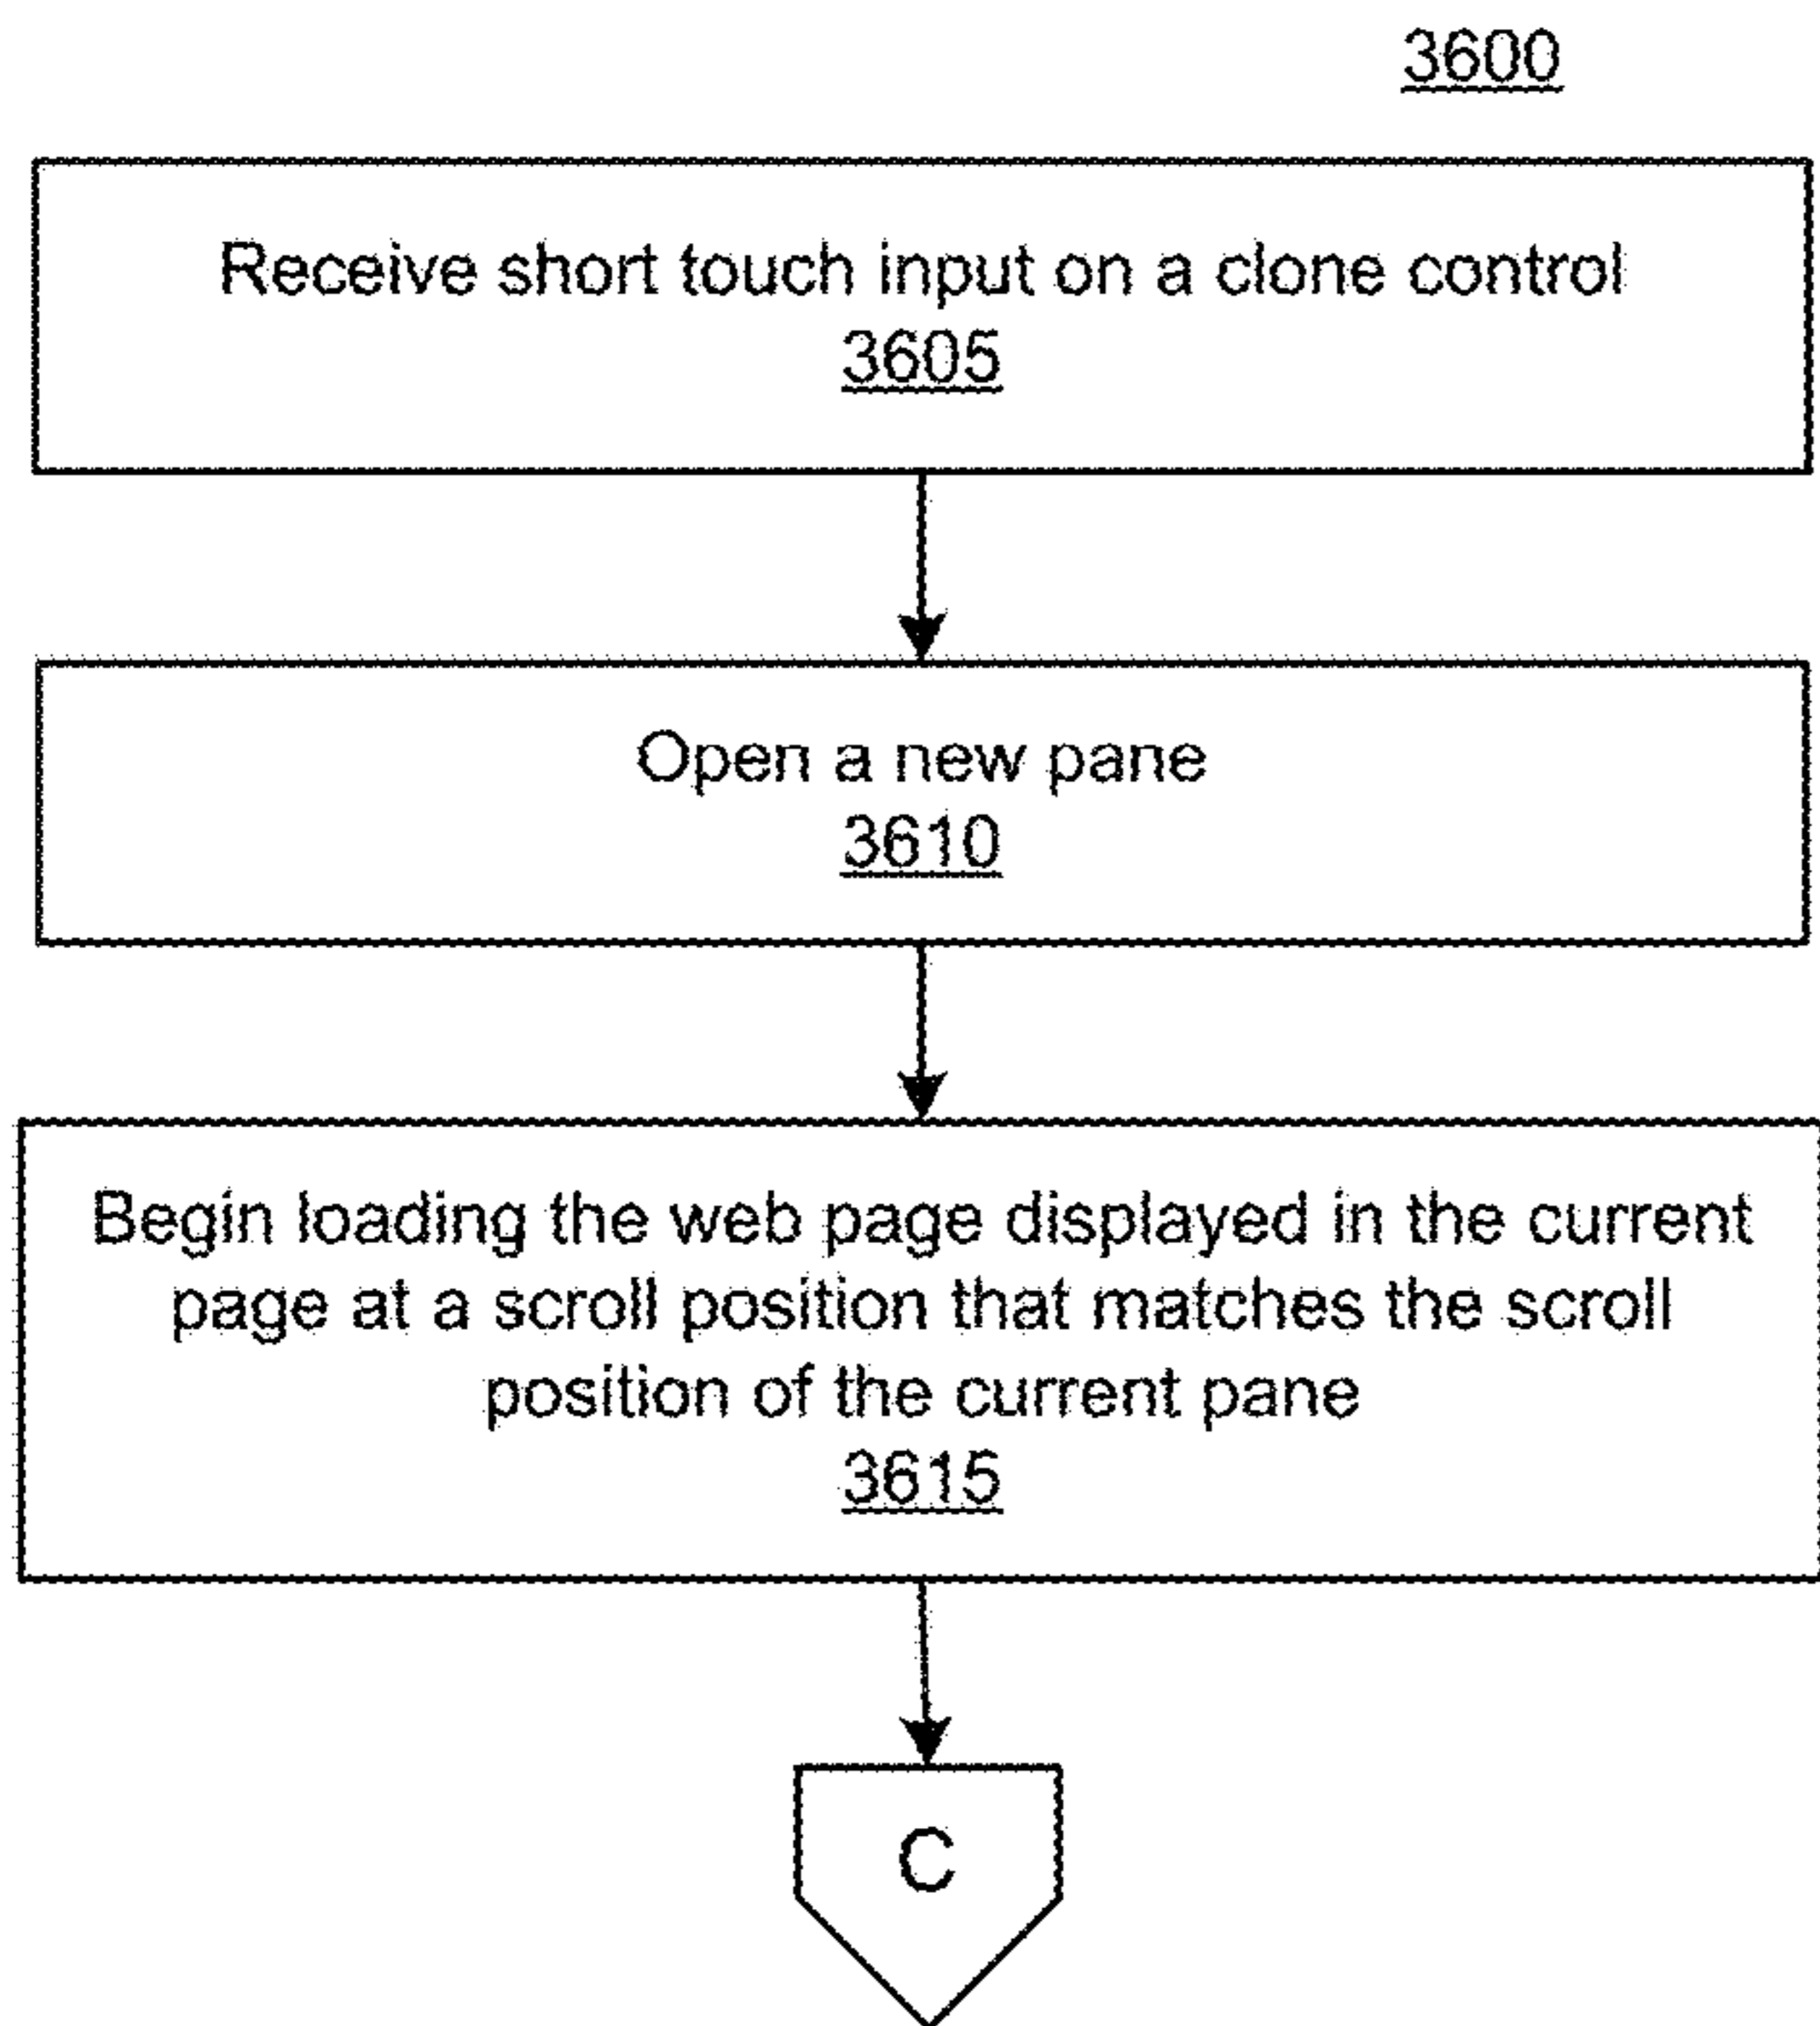 3600
Receive short touch input on a clone control
3605
Open a new pane
3610
Begin loading the web page displayed in the current
page at a scroll position that matches the scroll
position of the current pane
3615
C